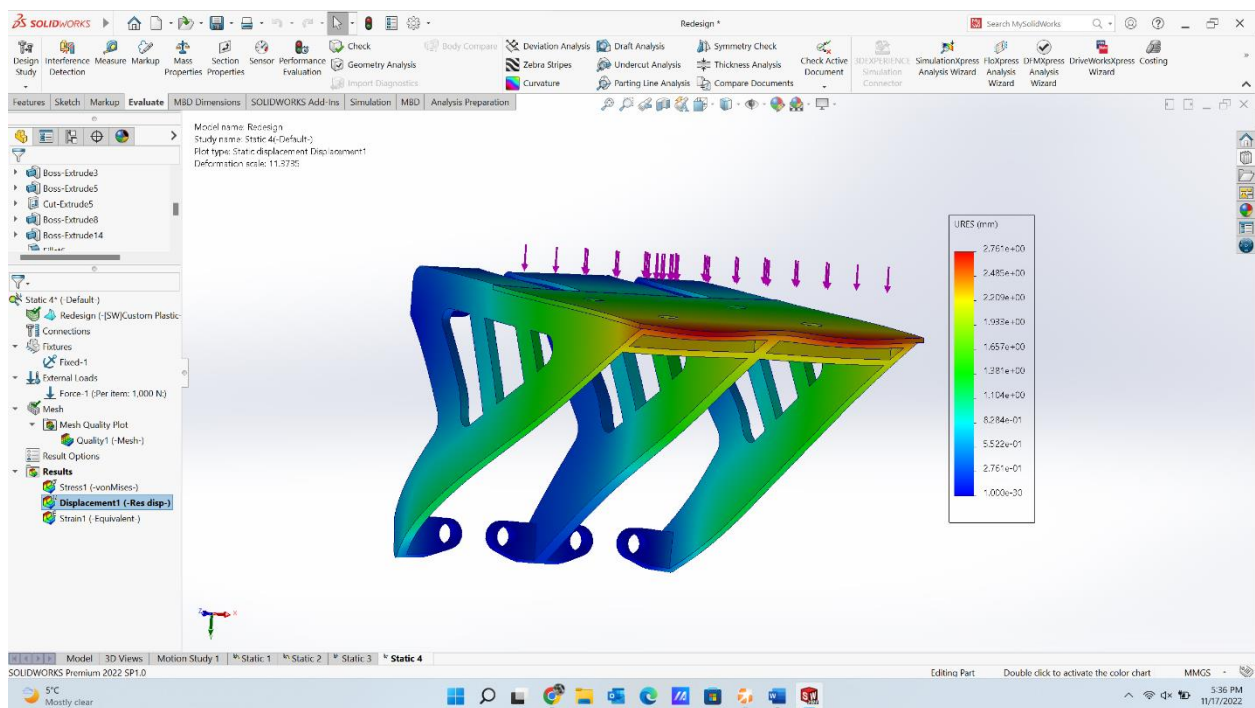 SOLIDWORKS
Redesign *
Search MySolidWorks
Design Study
Interference Detection
Measure
Markup
Mass Properties
Section Properties
Sensor
Performance Evaluation
Check
Geometry Analysis
Import Diagnostics
Body Compare
Deviation Analysis
Zebra Stripes
Curvature
Draft Analysis
Undercut Analysis
Parting Line Analysis
Symmetry Check
Thickness Analysis
Compare Documents
Check Active Document
3DEXPERIENCE Simulation Connector
SimulationXpress Analysis Wizard
FloXpress Analysis Wizard
DFMXpress Analysis Wizard
DriveWorksXpress Wizard
Costing
Features Sketch Markup Evaluate MBD Dimensions SOLIDWORKS Add-Ins Simulation MBD Analysis Preparation
Model name: Redesign
Study name: Static 4(-Default-)
Plot type: Static displacement Displacement1
Deformation scale: 11.3735
Boss-Extrude3
Boss-Extrude5
Cut-Extrude5
Boss-Extrude8
Boss-Extrude14
Static 4* (-Default-)
Redesign (-[SW]Custom Plastic-
Connections
Fixtures
Fixed-1
External Loads
Force-1 (:Per item: 1,000 N:)
Mesh
Mesh Quality Plot
Quality1 (-Mesh-)
Result Options
Results
Stress1 (-vonMises-)
Displacement1 (-Res disp-)
Strain1 (-Equivalent-)
URES (mm)
2.761e+00
2.485e+00
2.209e+00
1.933e+00
1.657e+00
1.381e+00
1.104e+00
8.284e-01
5.522e-01
2.761e-01
1.000e-30
Model 3D Views Motion Study 1 Static 1 Static 2 Static 3 Static 4
SOLIDWORKS Premium 2022 SP1.0
Editing Part
Double click to activate the color chart
MMGS
5°C
Mostly clear
5:36 PM
11/17/2022